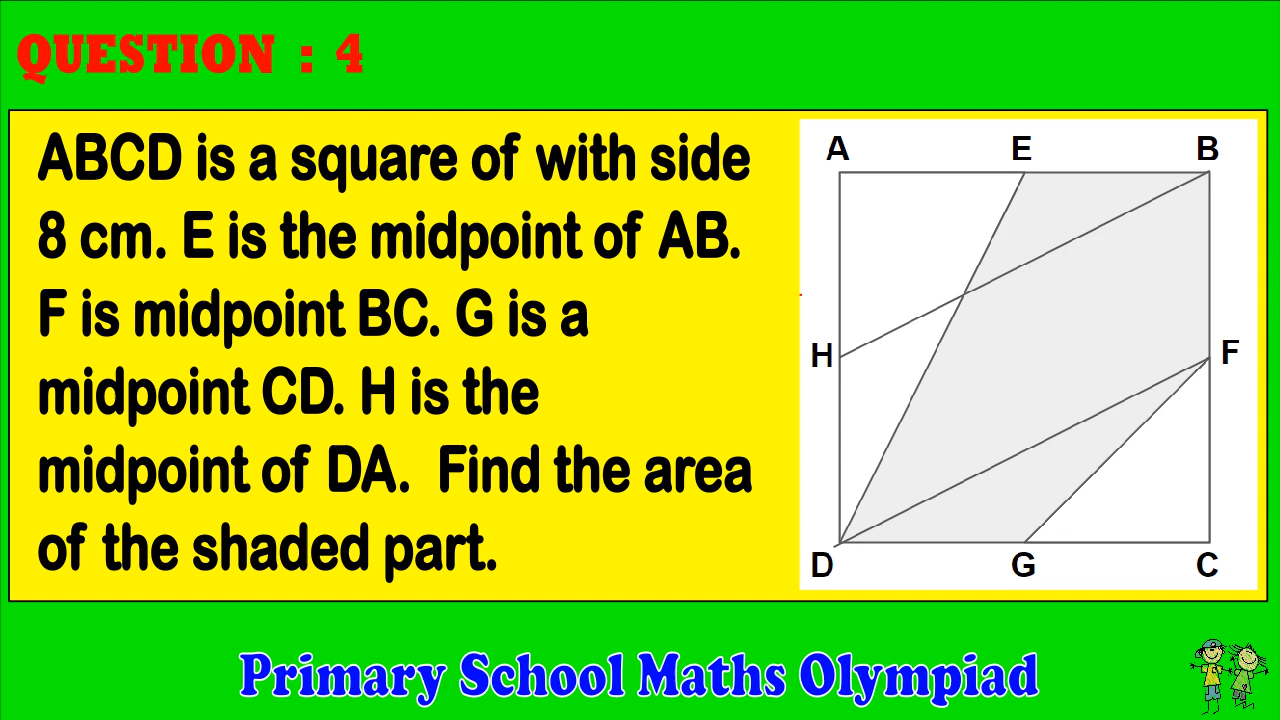 QUESTION : 4
ABCD is a square of with side
8 cm. E is the midpoint of AB.
F is midpoint BC. G is a
midpoint CD. H is the
midpoint of DA. Find the area
of the shaded part.
A E B
H F
D G C
Primary School Maths Olympiad